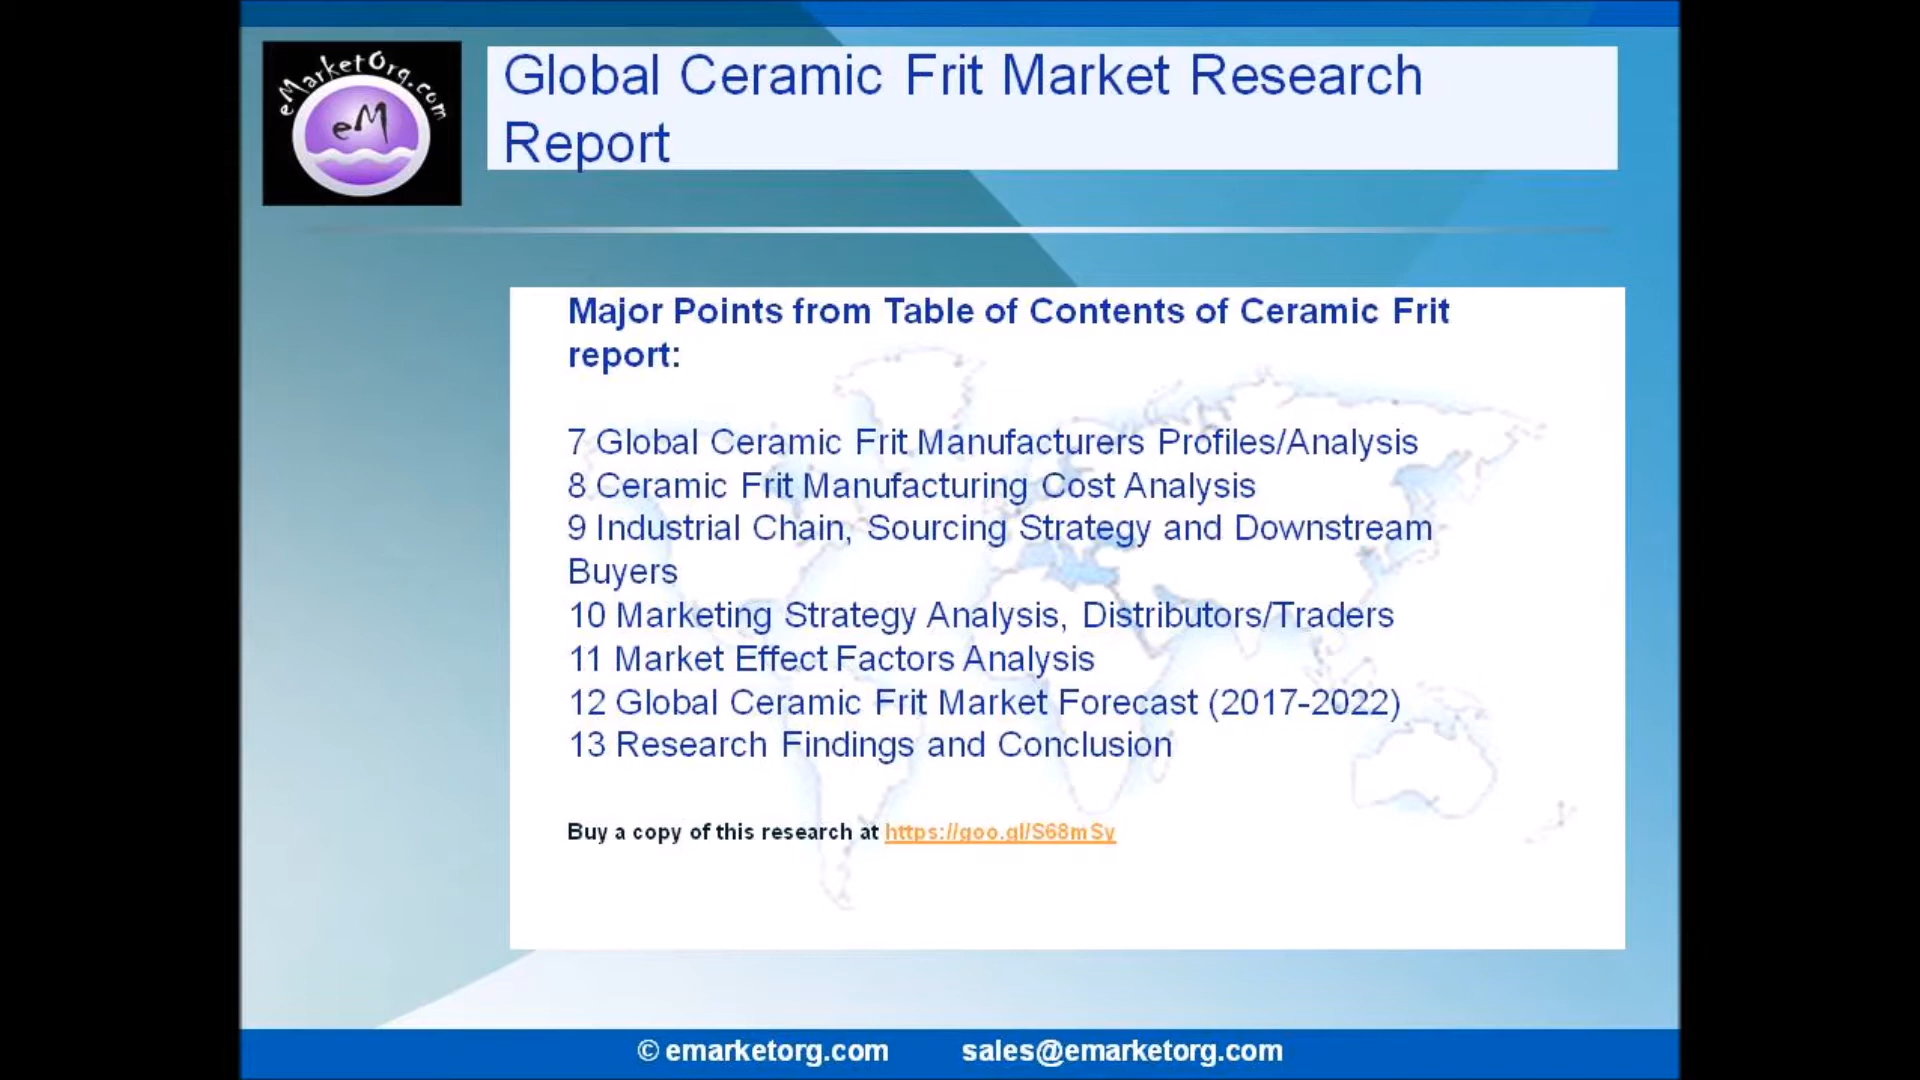 eMarketOrg.com
eM
Global Ceramic Frit Market Research
Report
Major Points from Table of Contents of Ceramic Frit
report:
7 Global Ceramic Frit Manufacturers Profiles/Analysis
8 Ceramic Frit Manufacturing Cost Analysis
9 Industrial Chain, Sourcing Strategy and Downstream
Buyers
10 Marketing Strategy Analysis, Distributors/Traders
11 Market Effect Factors Analysis
12 Global Ceramic Frit Market Forecast (2017-2022)
13 Research Findings and Conclusion
Buy a copy of this research at https://goo.gl/S68mSy
© emarketorg.com sales@emarketorg.com